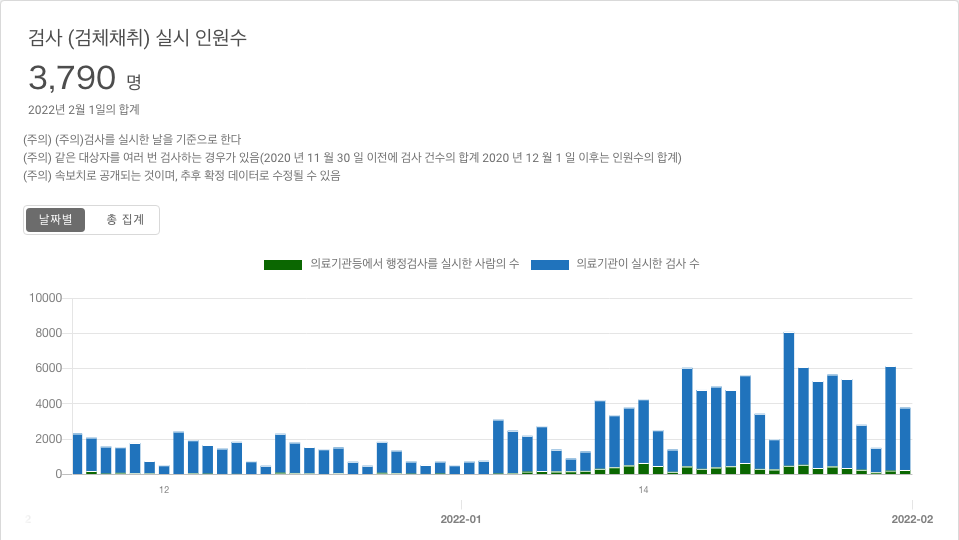 검사 (검체채취) 실시 인원수
3,790 명
2022년 2월 1일의 합계
(주의) (주의)검사를 실시한 날을 기준으로 한다
(주의) 같은 대상자를 여러 번 검사하는 경우가 있음(2020 년 11 월 30 일 이전에 검사 건수의 합계 2020 년 12 월 1 일 이후는 인원수의 합계)
(주의) 속보치로 공개되는 것이며, 추후 확정 데이터로 수정될 수 있음
날짜별 총 집계
의료기관등에서 행정검사를 실시한 사람의 수 의료기관이 실시한 검사 수
10000
8000
6000
4000
2000
0
12 14
2 2022-01 2022-02